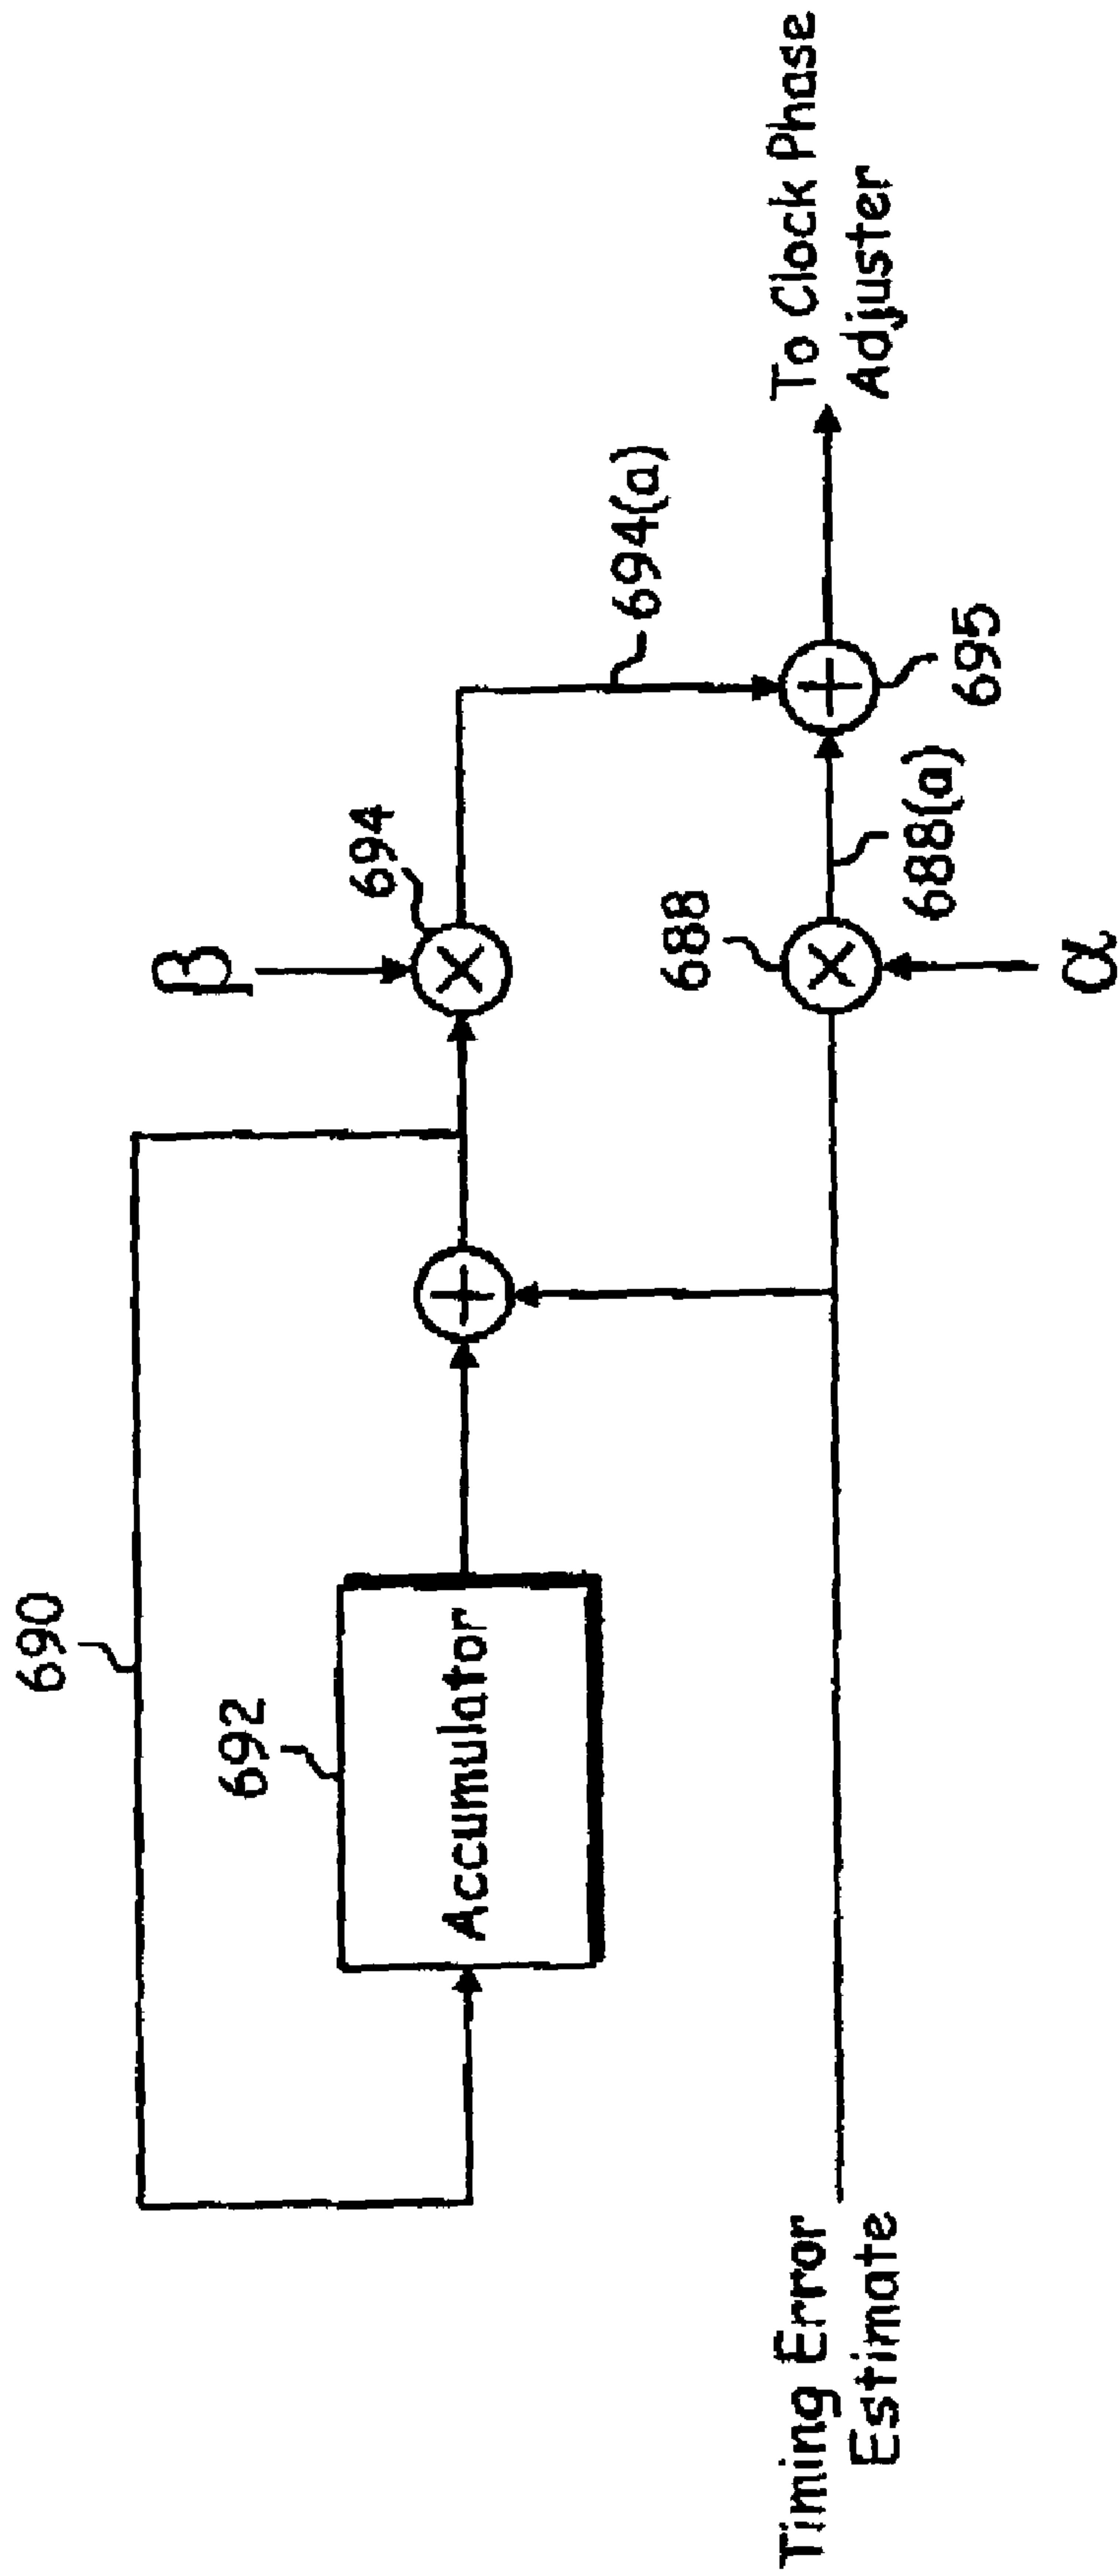 690
692
Accumulator
β
694
694(a)
Timing Error
Estimate
688
688(a)
α
695
To Clock Phase
Adjuster